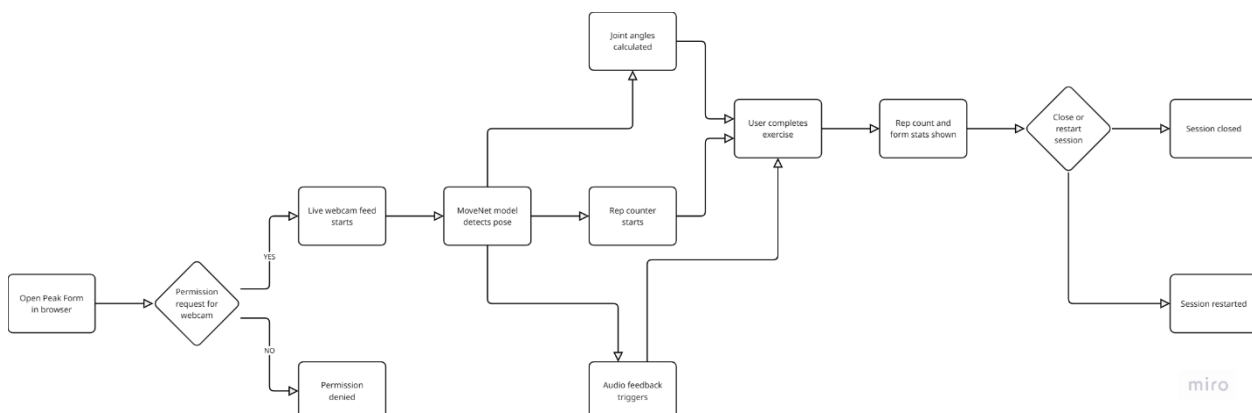 Joint angles
calculated
User completes
exercise
Rep count and
form stats shown
Close or
restart
session
Session closed
Live webcam feed
starts
MoveNet model
detects pose
Rep counter
starts
YES
Open Peak Form
in browser
Permission
request for
webcam
Session restarted
NO
Permission
denied
Audio feedback
triggers
miro